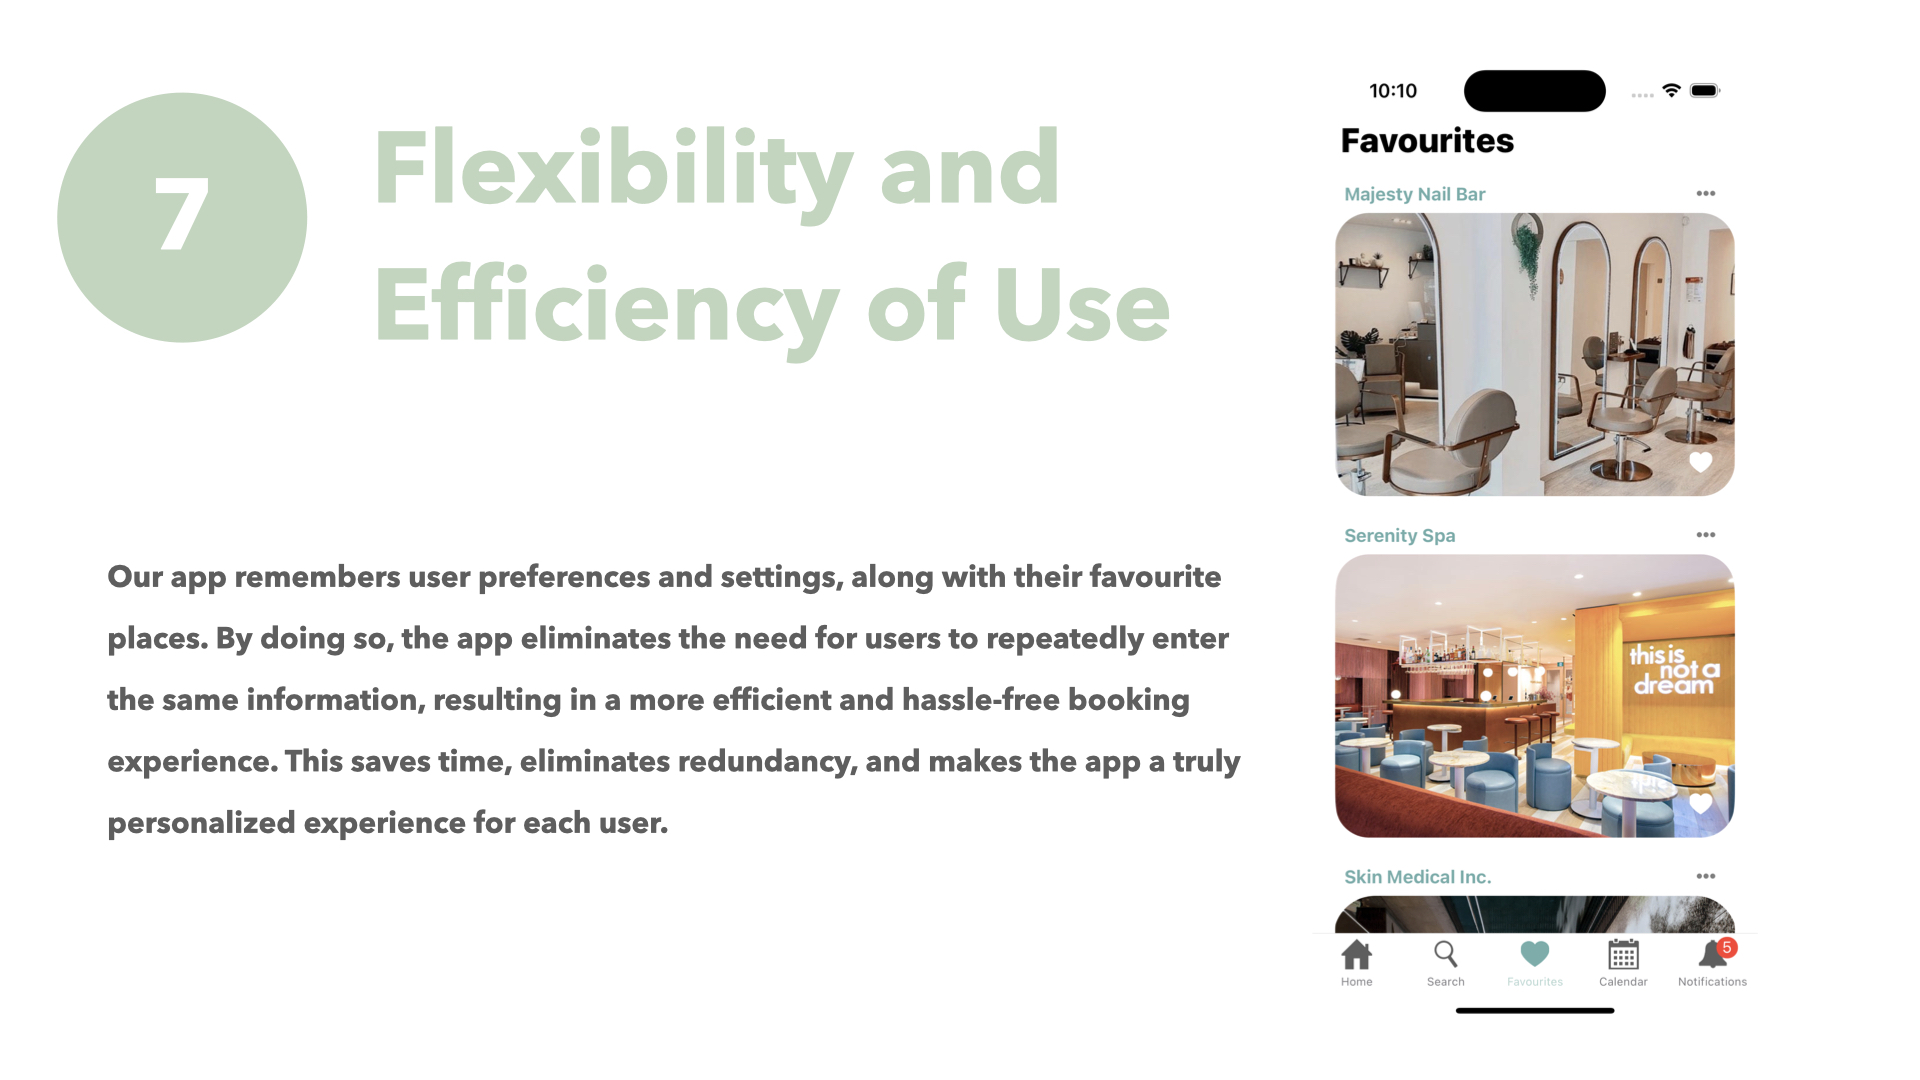 7
Flexibility and
Efficiency of Use
Our app remembers user preferences and settings, along with their favourite
places. By doing so, the app eliminates the need for users to repeatedly enter
the same information, resulting in a more efficient and hassle-free booking
experience. This saves time, eliminates redundancy, and makes the app a truly
personalized experience for each user.
10:10
Favourites
Majesty Nail Bar
Serenity Spa
this is
not a
dream
Skin Medical Inc.
5
Home Search Favourites Calendar Notifications